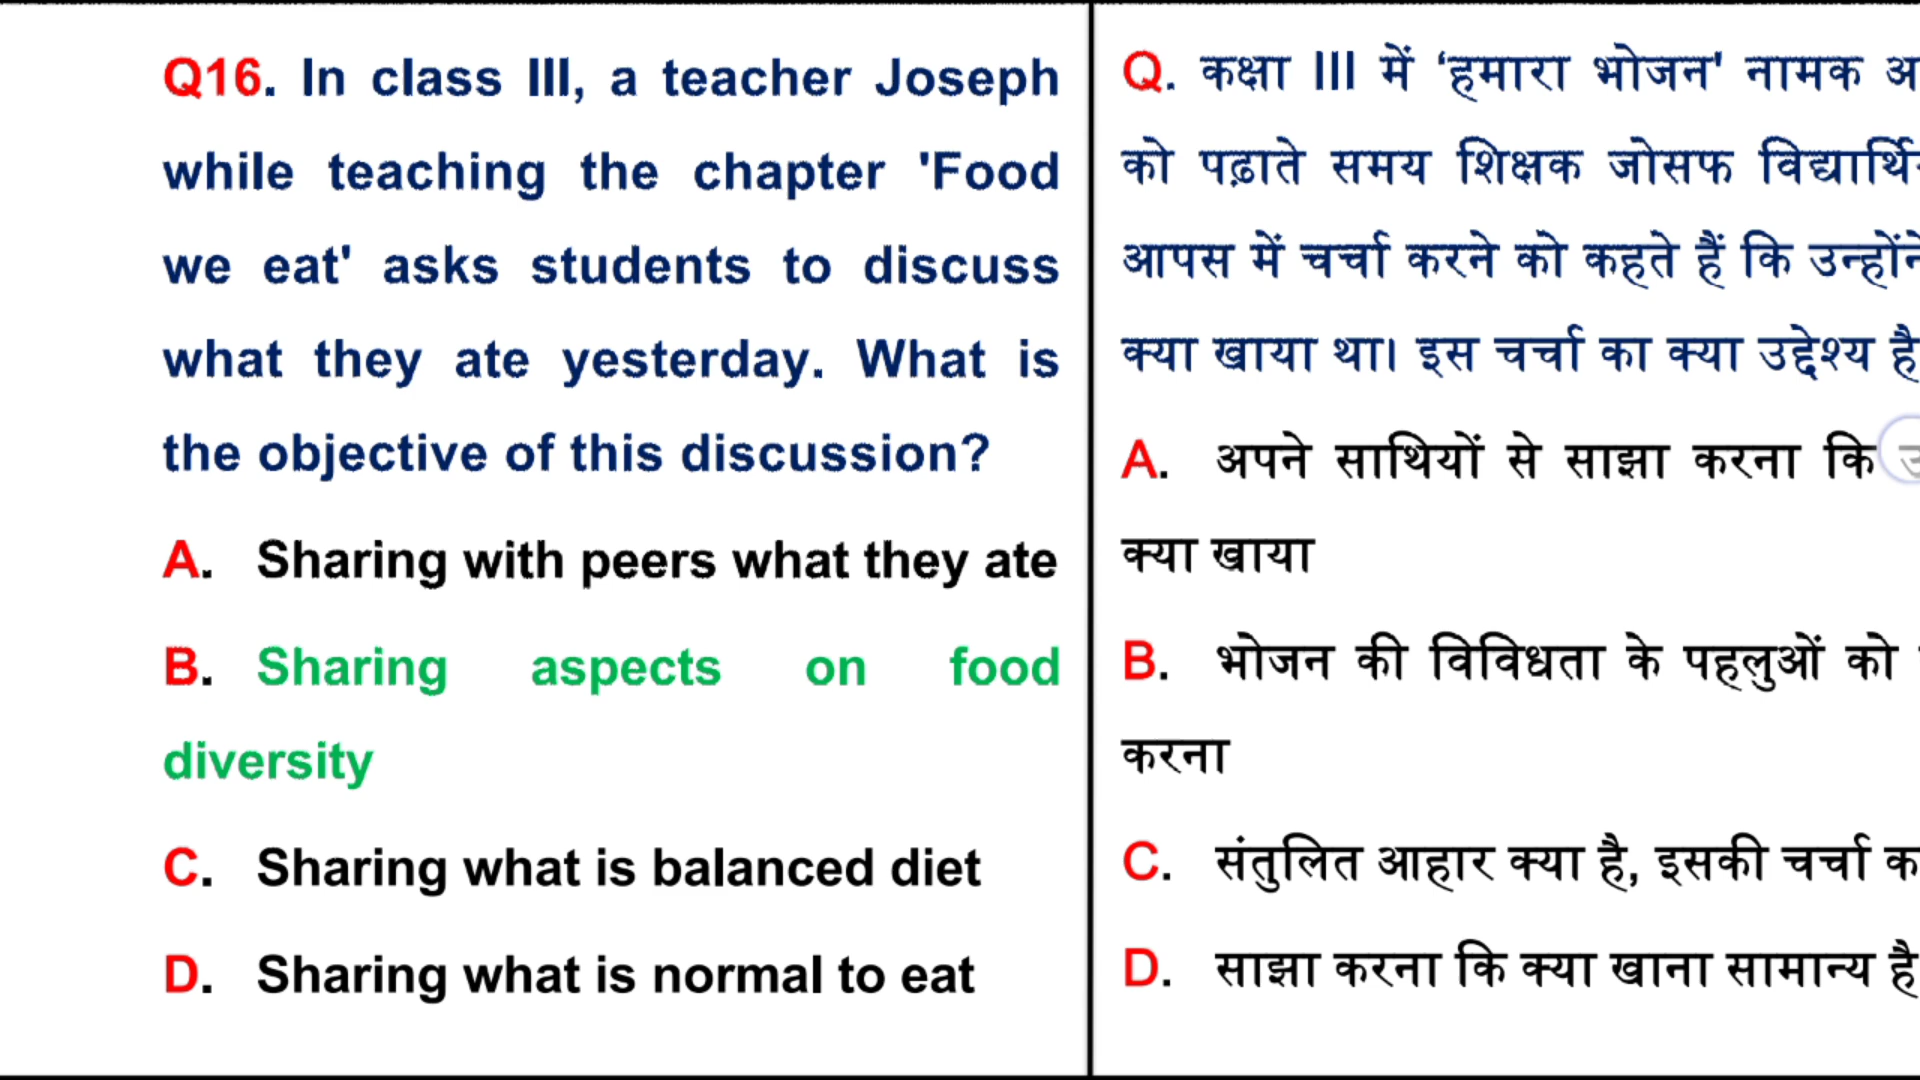 Q16. In class III, a teacher Joseph
while teaching the chapter 'Food
we eat' asks students to discuss
what they ate yesterday. What is
the objective of this discussion?
A. Sharing with peers what they ate
B. Sharing aspects on food
diversity
C. Sharing what is balanced diet
D. Sharing what is normal to eat
Q. कक्षा III में ‘हमारा भोजन' नामक
को पढ़ाते समय शिक्षक जोसफ
आपस में चर्चा करने को कहते हैं कि
क्या खाया था। इस चर्चा का क्या उद्देश्य है
A. अपने साथियों से साझा करना कि
क्या खाया
B. भोजन की विविधता के पहलुओं को
करना
C. संतुलित आहार क्या है, इसकी चर्चा
D. साझा करना कि क्या खाना सामान्य है